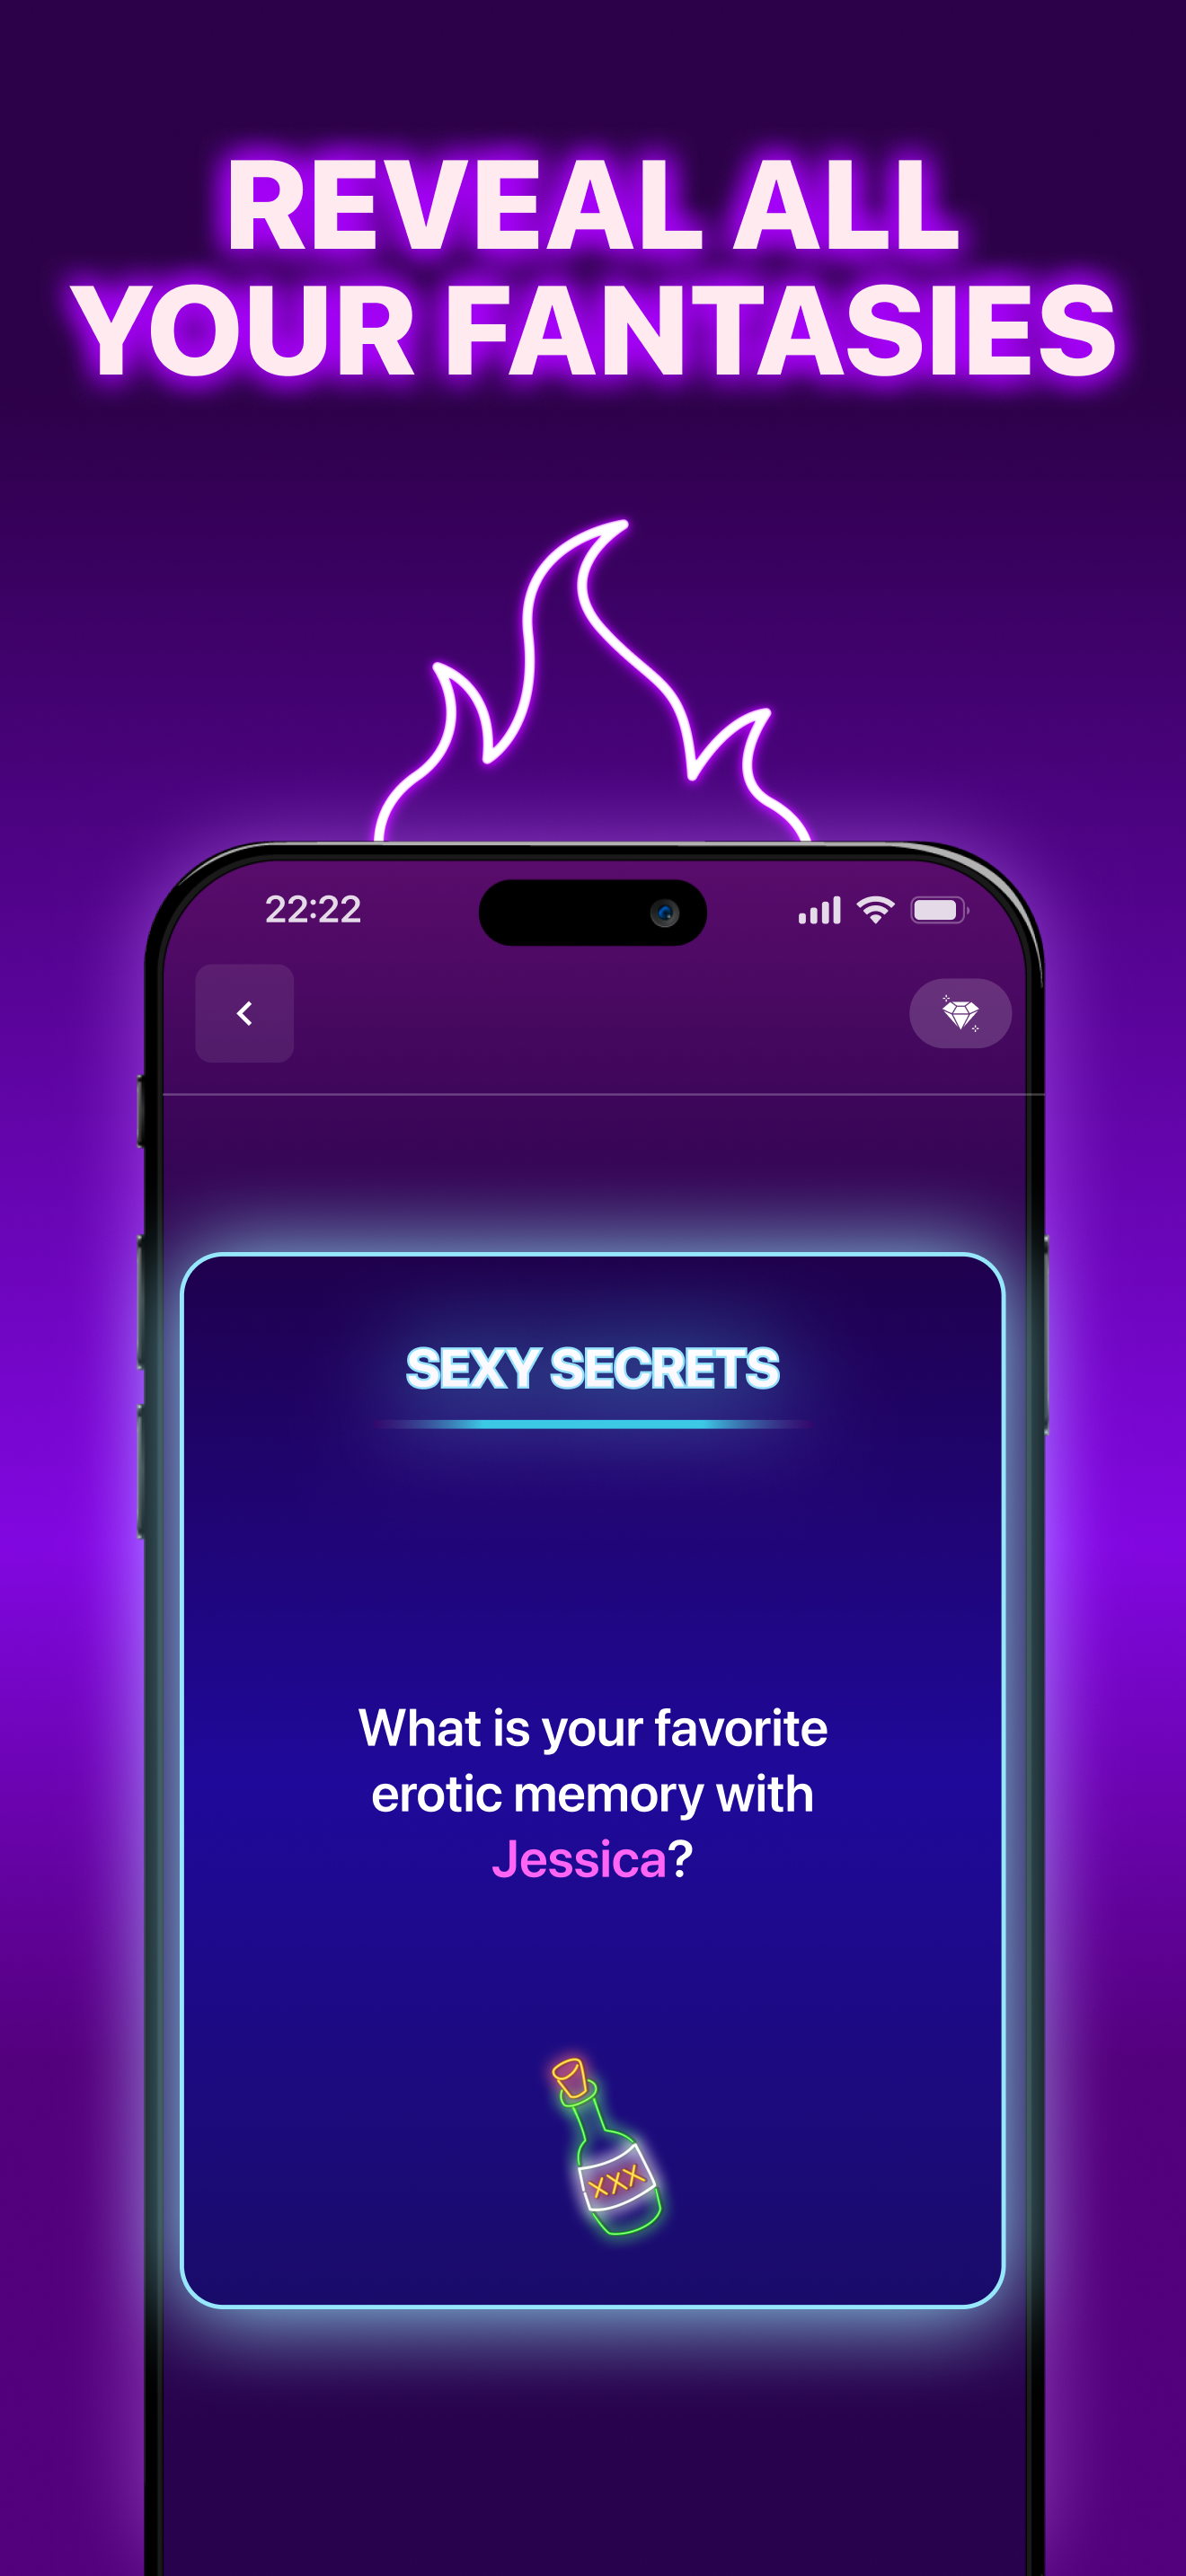 REVEAL ALL
YOUR FANTASIES
22:22
SEXY SECRETS
What is your favorite
erotic memory with
Jessica?
XXX